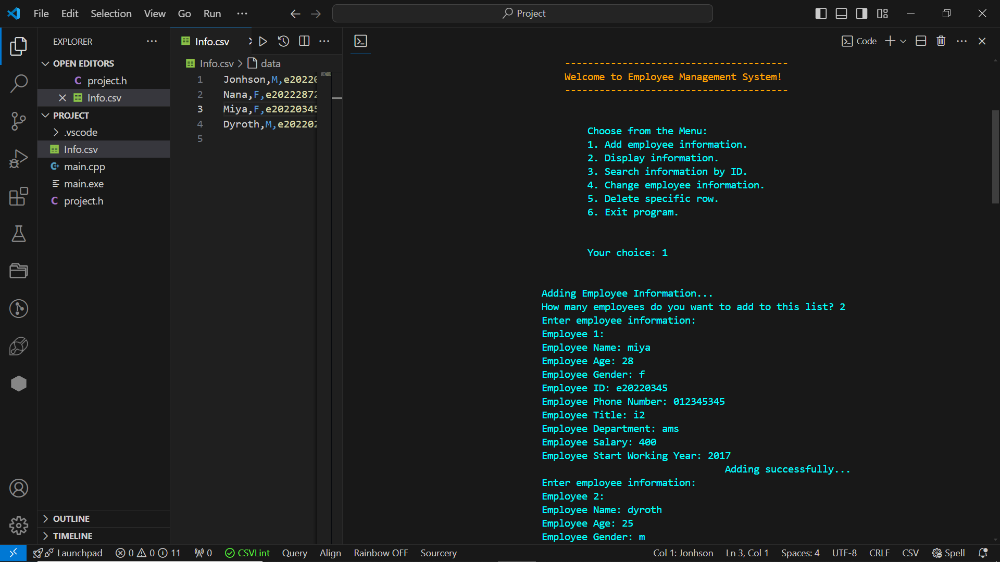 File Edit Selection View Go Run ··· Project
EXPLORER ···
OPEN EDITORS
C project.h
Info.csv
PROJECT
.vscode
Info.csv
main.cpp
main.exe
C project.h
OUTLINE
TIMELINE
Info.csv
Info.csv > data
1 Jonhson,M,e20220
2 Nana,F,e20222872
3 Miya,F,e20220345
4 Dyroth,M,e202202
5
Code
---------------------------------------
Welcome to Employee Management System!
---------------------------------------
Choose from the Menu:
1. Add employee information.
2. Display information.
3. Search information by ID.
4. Change employee information.
5. Delete specific row.
6. Exit program.
Your choice: 1
Adding Employee Information...
How many employees do you want to add to this list? 2
Enter employee information:
Employee 1:
Employee Name: miya
Employee Age: 28
Employee Gender: f
Employee ID: e20220345
Employee Phone Number: 012345345
Employee Title: i2
Employee Department: ams
Employee Salary: 400
Employee Start Working Year: 2017
Adding successfully...
Enter employee information:
Employee 2:
Employee Name: dyroth
Employee Age: 25
Employee Gender: m
Launchpad 0 0 11 0 CSVLint Query Align Rainbow OFF Sourcery Col 1: Jonhson Ln 3, Col 1 Spaces: 4 UTF-8 CRLF CSV Spell